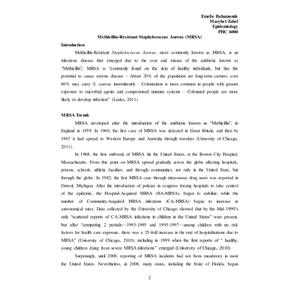 Emelio Bahamonde
Maryhel Zabel
Epidemiology
PHC 6000
Methicillin-Resistant Staphylococcus Aureus (MRSA)
Introduction
Methicillin-Resistant Staphylococcus Aureus, more commonly known as MRSA, is an
infectious disease that emerged due to the over and misuse of the antibiotic known as
"Methicillin". MRSA is "commonly found on the skin of healthy individuals, but has the
potential to cause serious disease – About 20% of the population are long-term carriers; over
60% may carry S. aureus intermittently – Colonization is more common in people with greater
exposure to microbial agents and compromised immune systems – Colonized people are more
likely to develop infection" (Lesko, 2011)
MRSA Trends
MRSA developed after the introduction of the antibiotic known as "Methicillin", in
England in 1959. In 1960, the first case of MRSA was detected in Great Britain, and then by
1967 it had spread to Western Europe and Australia through travelers (University of Chicago,
2011).
In 1968, the first outbreak of MRSA hit the United States, at the Boston City Hospital,
Massachusetts. From this point on MRSA spread gradually across the globe affecting hospitals,
prisons, schools, athletic facilities, and through communities, not only in the United States, but
through the globe. In 1982, the first MRSA case through intravenous drug users was reported in
Detroit, Michigan. After the introduction of policies in congress forcing hospitals to take control
of the epidemic, the Hospital-Acquired MRSA (HA-MRSA) began to stabilize, while the
number of Community-Acquired MRSA infections (CA-MRSA) began to increase at
astronomical rates. Data collected by the University of Chicago showed that by the Mid 1990's
only "scattered reports of CA-MRSA infections in children in the United States" were present,
but after "comparing 2 periods—1993-1995 and 1995-1997—among children with no risk
factors for health care exposure, there was a 25-fold increase in the rate of hospitalizations due to
MRSA" (University of Chicago, 2010); including in 1999 when the first reports of " healthy,
young children dying from severe MRSA infections" emerged (University of Chicago, 2010).
Surprisingly, until 2008, reporting of MRSA incidents had not been mandatory in most
the United States. Nevertheless, in 2008, many states, including the State of Florida, began
2